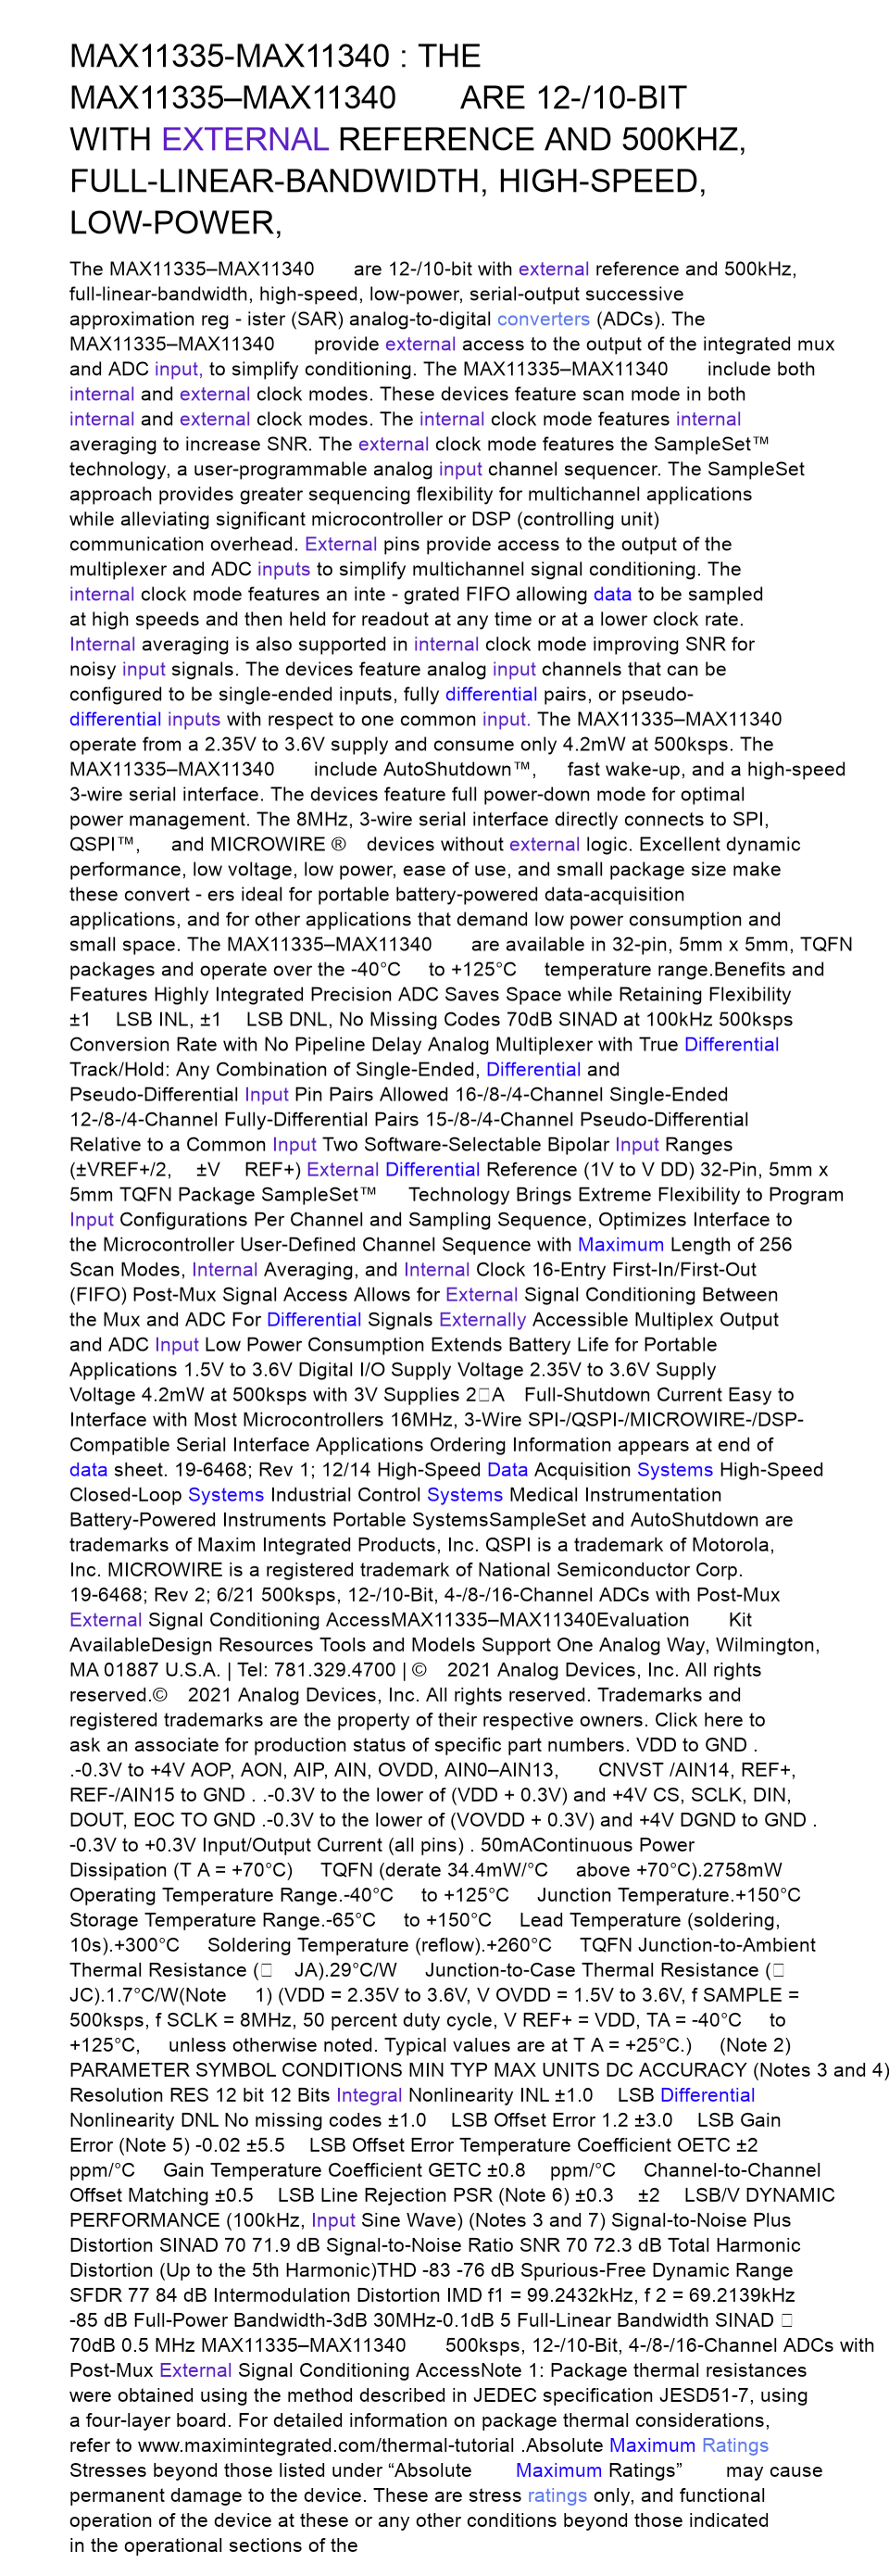 MAX11335-MAX11340 : THE
MAX11335–MAX11340 ARE 12-/10-BIT
WITH EXTERNAL REFERENCE AND 500KHZ,
FULL-LINEAR-BANDWIDTH, HIGH-SPEED,
LOW-POWER,
The MAX11335–MAX11340 are 12-/10-bit with external reference and 500kHz,
full-linear-bandwidth, high-speed, low-power, serial-output successive
approximation reg - ister (SAR) analog-to-digital converters (ADCs). The
MAX11335–MAX11340 provide external access to the output of the integrated mux
and ADC input, to simplify conditioning. The MAX11335–MAX11340 include both
internal and external clock modes. These devices feature scan mode in both
internal and external clock modes. The internal clock mode features internal
averaging to increase SNR. The external clock mode features the SampleSet™
technology, a user-programmable analog input channel sequencer. The SampleSet
approach provides greater sequencing flexibility for multichannel applications
while alleviating significant microcontroller or DSP (controlling unit)
communication overhead. External pins provide access to the output of the
multiplexer and ADC inputs to simplify multichannel signal conditioning. The
internal clock mode features an inte - grated FIFO allowing data to be sampled
at high speeds and then held for readout at any time or at a lower clock rate.
Internal averaging is also supported in internal clock mode improving SNR for
noisy input signals. The devices feature analog input channels that can be
configured to be single-ended inputs, fully differential pairs, or pseudo-
differential inputs with respect to one common input. The MAX11335–MAX11340
operate from a 2.35V to 3.6V supply and consume only 4.2mW at 500ksps. The
MAX11335–MAX11340 include AutoShutdown™, fast wake-up, and a high-speed
3-wire serial interface. The devices feature full power-down mode for optimal
power management. The 8MHz, 3-wire serial interface directly connects to SPI,
QSPI™, and MICROWIRE ® devices without external logic. Excellent dynamic
performance, low voltage, low power, ease of use, and small package size make
these convert - ers ideal for portable battery-powered data-acquisition
applications, and for other applications that demand low power consumption and
small space. The MAX11335–MAX11340 are available in 32-pin, 5mm x 5mm, TQFN
packages and operate over the -40°C to +125°C temperature range.Benefits and
Features Highly Integrated Precision ADC Saves Space while Retaining Flexibility
±1 LSB INL, ±1 LSB DNL, No Missing Codes 70dB SINAD at 100kHz 500ksps
Conversion Rate with No Pipeline Delay Analog Multiplexer with True Differential
Track/Hold: Any Combination of Single-Ended, Differential and
Pseudo-Differential Input Pin Pairs Allowed 16-/8-/4-Channel Single-Ended
12-/8-/4-Channel Fully-Differential Pairs 15-/8-/4-Channel Pseudo-Differential
Relative to a Common Input Two Software-Selectable Bipolar Input Ranges
(±VREF+/2, ±V REF+) External Differential Reference (1V to V DD) 32-Pin, 5mm x
5mm TQFN Package SampleSet™ Technology Brings Extreme Flexibility to Program
Input Configurations Per Channel and Sampling Sequence, Optimizes Interface to
the Microcontroller User-Defined Channel Sequence with Maximum Length of 256
Scan Modes, Internal Averaging, and Internal Clock 16-Entry First-In/First-Out
(FIFO) Post-Mux Signal Access Allows for External Signal Conditioning Between
the Mux and ADC For Differential Signals Externally Accessible Multiplex Output
and ADC Input Low Power Consumption Extends Battery Life for Portable
Applications 1.5V to 3.6V Digital I/O Supply Voltage 2.35V to 3.6V Supply
Voltage 4.2mW at 500ksps with 3V Supplies 2□A Full-Shutdown Current Easy to
Interface with Most Microcontrollers 16MHz, 3-Wire SPI-/QSPI-/MICROWIRE-/DSP-
Compatible Serial Interface Applications Ordering Information appears at end of
data sheet. 19-6468; Rev 1; 12/14 High-Speed Data Acquisition Systems High-Speed
Closed-Loop Systems Industrial Control Systems Medical Instrumentation
Battery-Powered Instruments Portable SystemsSampleSet and AutoShutdown are
trademarks of Maxim Integrated Products, Inc. QSPI is a trademark of Motorola,
Inc. MICROWIRE is a registered trademark of National Semiconductor Corp.
19-6468; Rev 2; 6/21 500ksps, 12-/10-Bit, 4-/8-/16-Channel ADCs with Post-Mux
External Signal Conditioning AccessMAX11335–MAX11340Evaluation Kit
AvailableDesign Resources Tools and Models Support One Analog Way, Wilmington,
MA 01887 U.S.A. | Tel: 781.329.4700 | © 2021 Analog Devices, Inc. All rights
reserved.© 2021 Analog Devices, Inc. All rights reserved. Trademarks and
registered trademarks are the property of their respective owners. Click here to
ask an associate for production status of specific part numbers. VDD to GND .
.-0.3V to +4V AOP, AON, AIP, AIN, OVDD, AIN0–AIN13, CNVST /AIN14, REF+,
REF-/AIN15 to GND . .-0.3V to the lower of (VDD + 0.3V) and +4V CS, SCLK, DIN,
DOUT, EOC TO GND .-0.3V to the lower of (VOVDD + 0.3V) and +4V DGND to GND .
-0.3V to +0.3V Input/Output Current (all pins) . 50mAContinuous Power
Dissipation (T A = +70°C) TQFN (derate 34.4mW/°C above +70°C).2758mW
Operating Temperature Range.-40°C to +125°C Junction Temperature.+150°C
Storage Temperature Range.-65°C to +150°C Lead Temperature (soldering,
10s).+300°C Soldering Temperature (reflow).+260°C TQFN Junction-to-Ambient
Thermal Resistance (□ JA).29°C/W Junction-to-Case Thermal Resistance (□
JC).1.7°C/W(Note 1) (VDD = 2.35V to 3.6V, V OVDD = 1.5V to 3.6V, f SAMPLE =
500ksps, f SCLK = 8MHz, 50 percent duty cycle, V REF+ = VDD, TA = -40°C to
+125°C, unless otherwise noted. Typical values are at T A = +25°C.) (Note 2)
PARAMETER SYMBOL CONDITIONS MIN TYP MAX UNITS DC ACCURACY (Notes 3 and 4)
Resolution RES 12 bit 12 Bits Integral Nonlinearity INL ±1.0 LSB Differential
Nonlinearity DNL No missing codes ±1.0 LSB Offset Error 1.2 ±3.0 LSB Gain
Error (Note 5) -0.02 ±5.5 LSB Offset Error Temperature Coefficient OETC ±2
ppm/°C Gain Temperature Coefficient GETC ±0.8 ppm/°C Channel-to-Channel
Offset Matching ±0.5 LSB Line Rejection PSR (Note 6) ±0.3 ±2 LSB/V DYNAMIC
PERFORMANCE (100kHz, Input Sine Wave) (Notes 3 and 7) Signal-to-Noise Plus
Distortion SINAD 70 71.9 dB Signal-to-Noise Ratio SNR 70 72.3 dB Total Harmonic
Distortion (Up to the 5th Harmonic)THD -83 -76 dB Spurious-Free Dynamic Range
SFDR 77 84 dB Intermodulation Distortion IMD f1 = 99.2432kHz, f 2 = 69.2139kHz
-85 dB Full-Power Bandwidth-3dB 30MHz-0.1dB 5 Full-Linear Bandwidth SINAD □
70dB 0.5 MHz MAX11335–MAX11340 500ksps, 12-/10-Bit, 4-/8-/16-Channel ADCs with
Post-Mux External Signal Conditioning AccessNote 1: Package thermal resistances
were obtained using the method described in JEDEC specification JESD51-7, using
a four-layer board. For detailed information on package thermal considerations,
refer to www.maximintegrated.com/thermal-tutorial .Absolute Maximum Ratings
Stresses beyond those listed under “Absolute Maximum Ratings” may cause
permanent damage to the device. These are stress ratings only, and functional
operation of the device at these or any other conditions beyond those indicated
in the operational sections of the